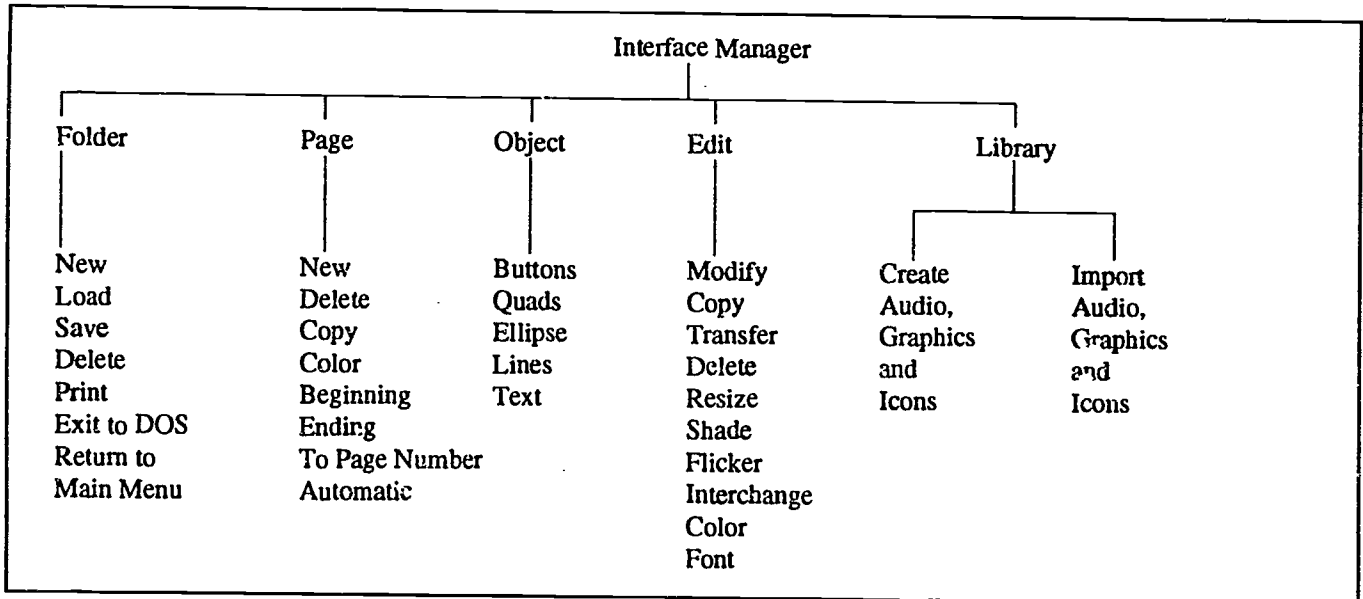 Interface Manager
Folder
Page
Object
Edit
Library
New
Load
Save
Delete
Print
Exit to DOS
Return to
Main Menu
New
Delete
Copy
Color
Beginning
Ending
To Page Number
Automatic
Buttons
Quads
Ellipse
Lines
Text
Modify
Copy
Transfer
Delete
Resize
Shade
Flicker
Interchange
Color
Font
Create
Audio,
Graphics
and
Icons
Import
Audio,
Graphics
and
Icons